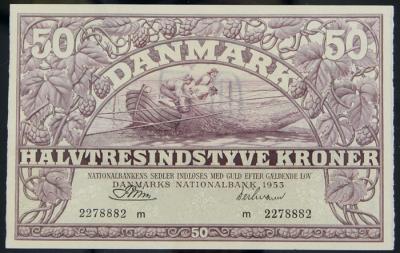 50 50
DANMARK
HALVTRESINDSTYVE KRONER
NATIONALBANKENS SEDLER INDLØSES MED GULD EFTER GÆLDENDE LOV
DANMARKS NATIONALBANK, 1953
2278882 m m 2278882
50